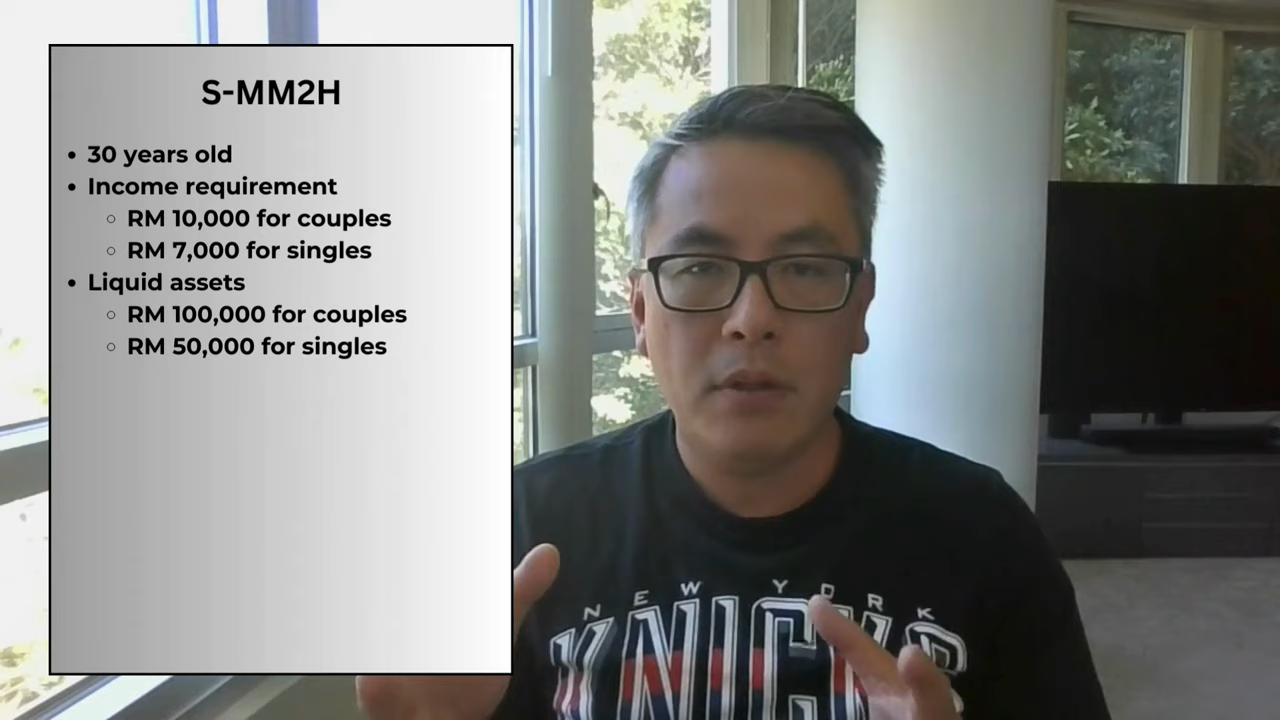 S-MM2H
• 30 years old
• Income requirement
○ RM 10,000 for couples
○ RM 7,000 for singles
• Liquid assets
○ RM 100,000 for couples
○ RM 50,000 for singles
NEW YORK
KNICKS